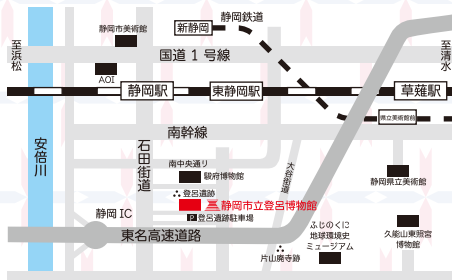 静岡鉄道
新静岡
静岡市美術館
至浜松
国道1号線
至清水
AOI
静岡駅
東静岡駅
草薙駅
県立美術館前
南幹線
安倍川
石田街道
南中央通り
駿府博物館
大谷街道
静岡県立美術館
登呂遺跡
静岡市立登呂博物館
P登呂遺跡駐車場
静岡IC
東名高速道路
ふじのくに
地球環境史
ミュージアム
久能山東照宮
博物館
片山廃寺跡